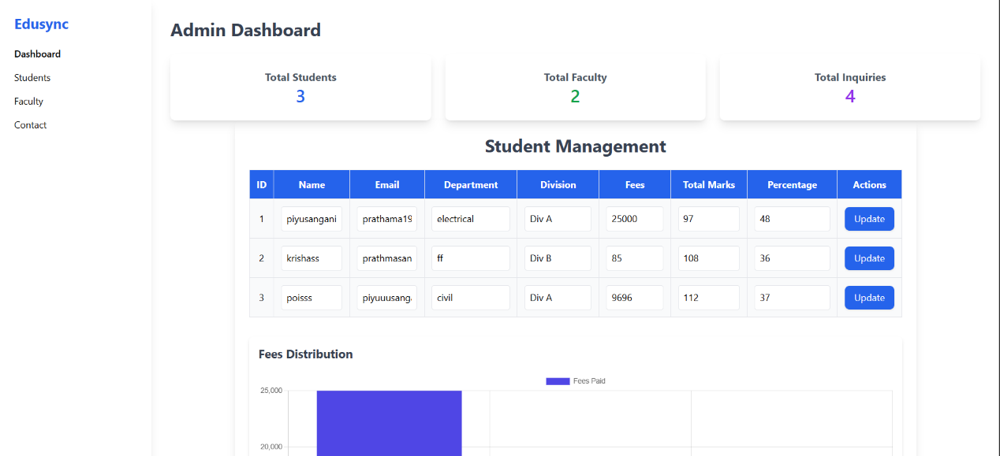 Edusync
Dashboard
Students
Faculty
Contact
Admin Dashboard
Total Students
3
Total Faculty
2
Total Inquiries
4
Student Management
ID Name Email Department Division Fees Total Marks Percentage Actions
1 piyusangani prathama19 electrical Div A 25000 97 48 Update
2 krishass prathmasan ff Div B 85 108 36 Update
3 poisss piyuuusang civil Div A 9696 112 37 Update
Fees Distribution
Fees Paid
25,000
20,000